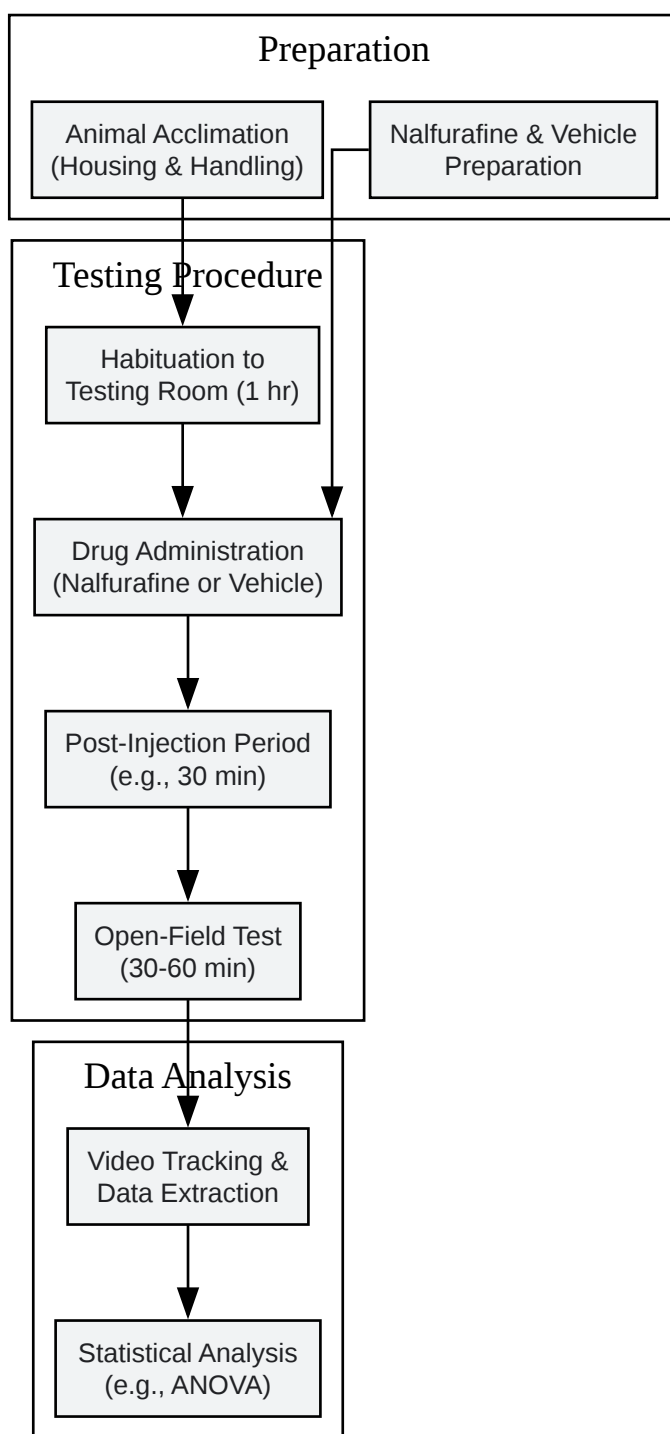 Preparation
Animal Acclimation
(Housing & Handling)
Nalfurafine & Vehicle
Preparation
Testing Procedure
Habituation to
Testing Room (1 hr)
Drug Administration
(Nalfurafine or Vehicle)
Post-Injection Period
(e.g., 30 min)
Open-Field Test
(30-60 min)
Data Analysis
Video Tracking &
Data Extraction
Statistical Analysis
(e.g., ANOVA)